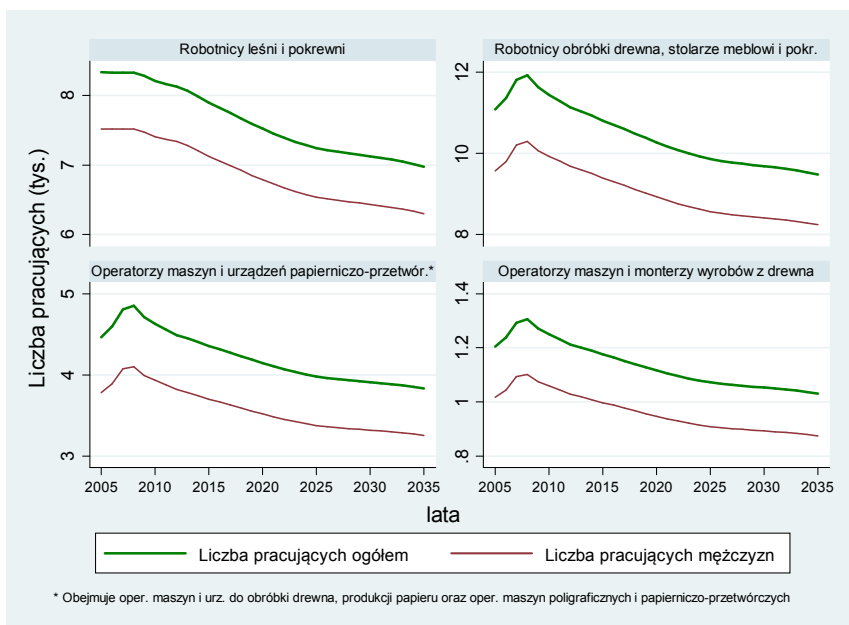 Robotnicy leśni i pokrewni
Robotnicy obróbki drewna, stolarze meblowi i pokr.
Liczba pracujących (tys.)
8
7
6
12
10
8
Operatorzy maszyn i urządzeń papierniczo-przetwór.*
Operatorzy maszyn i monterzy wyrobów z drewna
5
4
3
1.4
1.2
1
.8
2005 2010 2015 2020 2025 2030 2035
2005 2010 2015 2020 2025 2030 2035
lata
Liczba pracujących ogółem
Liczba pracujących mężczyzn
* Obejmuje oper. maszyn i urz. do obróbki drewna, produkcji papieru oraz oper. maszyn poligraficznych i papierniczo-przetwórczych